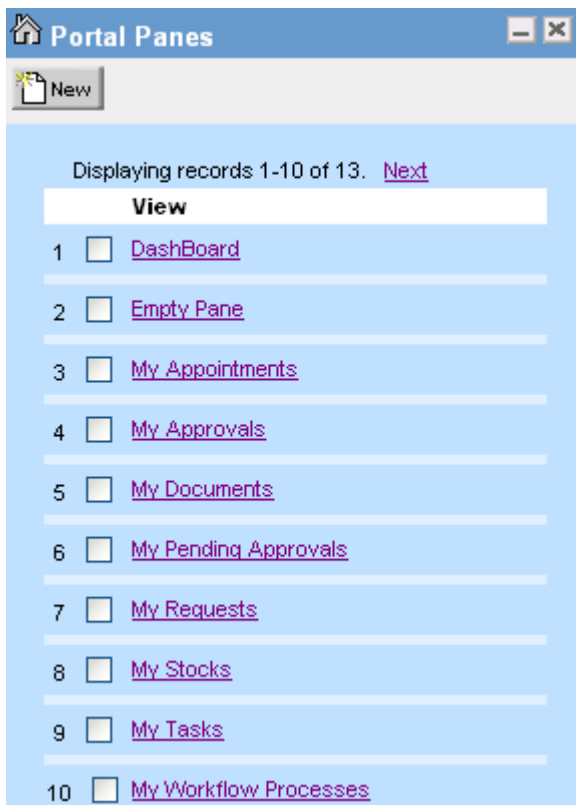 Portal Panes
New
Displaying records 1-10 of 13. Next
View
1 DashBoard
2 Empty Pane
3 My Appointments
4 My Approvals
5 My Documents
6 My Pending Approvals
7 My Requests
8 My Stocks
9 My Tasks
10 My Workflow Processes